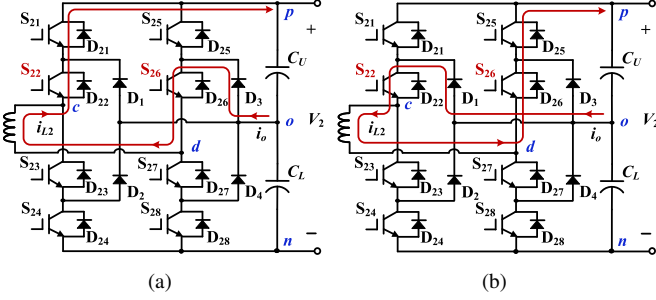 S21 D21 S25 D25 p +
S22 D22 D1 S26 D26 D3 CU
c iL2 io o V2
d
S23 D23 D2 S27 D27 D4 CL
S24 D24 S28 D28 n −
(a)
S21 D21 S25 D25 p +
S22 D22 D1 S26 D26 D3 CU
c iL2 io o V2
d
S23 D23 D2 S27 D27 D4 CL
S24 D24 S28 D28 n −
(b)